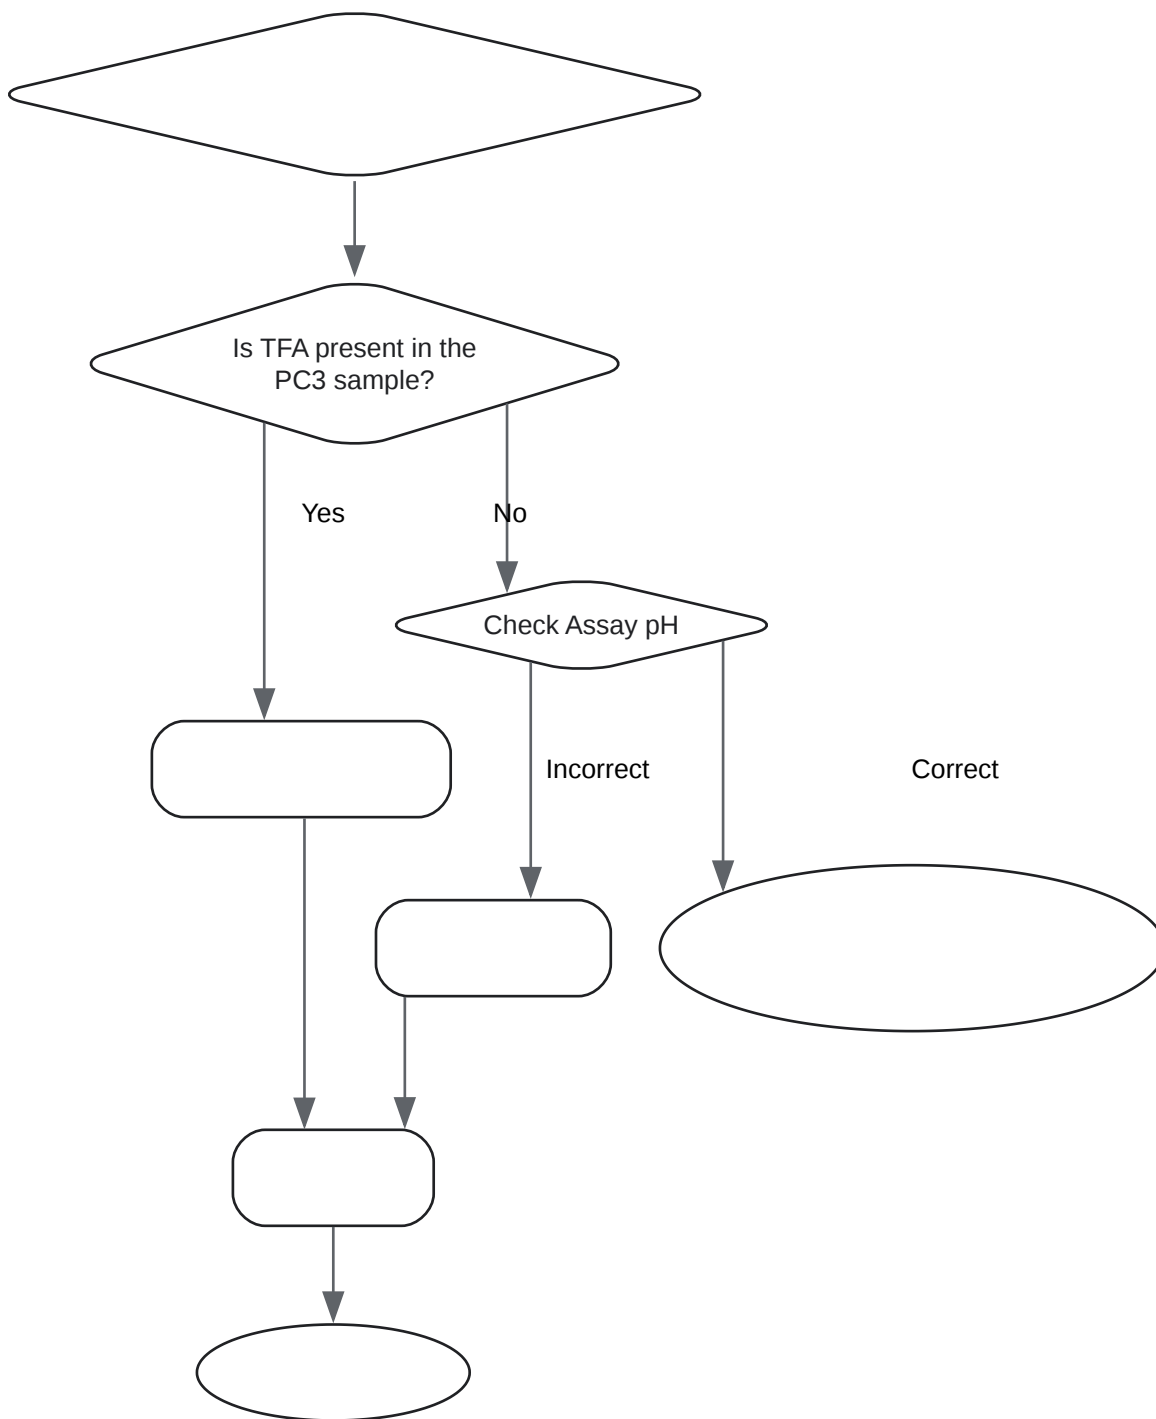 Is TFA present in the
PC3 sample?
Yes
No
Check Assay pH
Incorrect
Correct